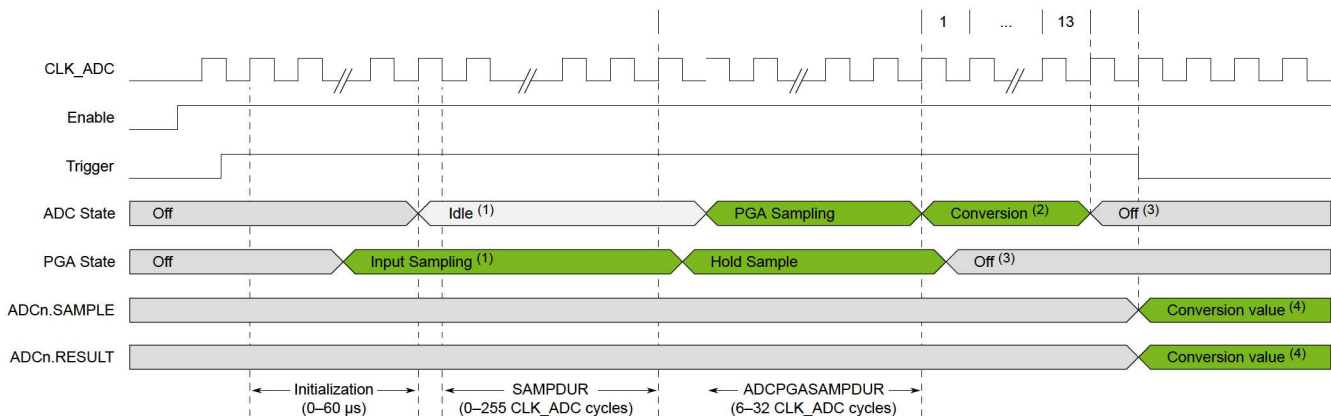 1 ... 13
CLK_ADC
Enable
Trigger
ADC State Off Idle (1) PGA Sampling Conversion (2) Off (3)
PGA State Off Input Sampling (1) Hold Sample Off (3)
ADCn.SAMPLE Conversion value (4)
ADCn.RESULT Conversion value (4)
Initialization SAMPDUR ADCPGASAMPDUR
(0–60 µs) (0–255 CLK_ADC cycles) (6–32 CLK_ADC cycles)